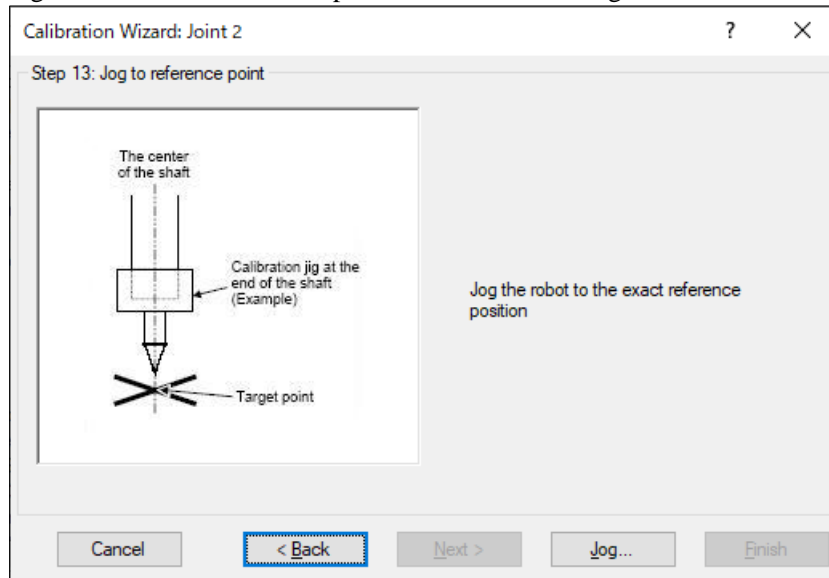 Calibration Wizard: Joint 2
?
Step 13: Jog to reference point
The center
of the shaft
Calibration jig at the
end of the shaft
(Example)
Target point
Jog the robot to the exact reference
position
Cancel
< Back
Next >
Jog...
Finish